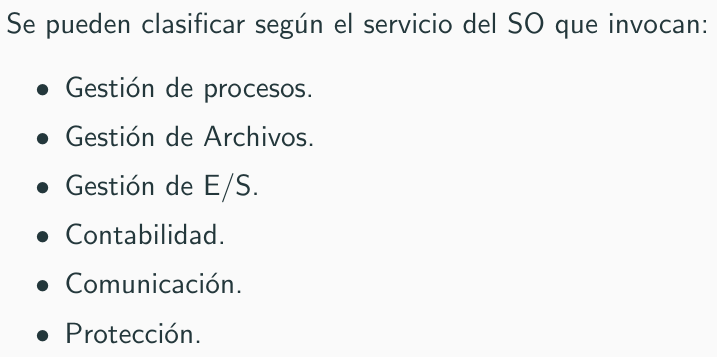 Se pueden clasificar según el servicio del SO que invocan:
• Gestión de procesos.
• Gestión de Archivos.
• Gestión de E/S.
• Contabilidad.
• Comunicación.
• Protección.